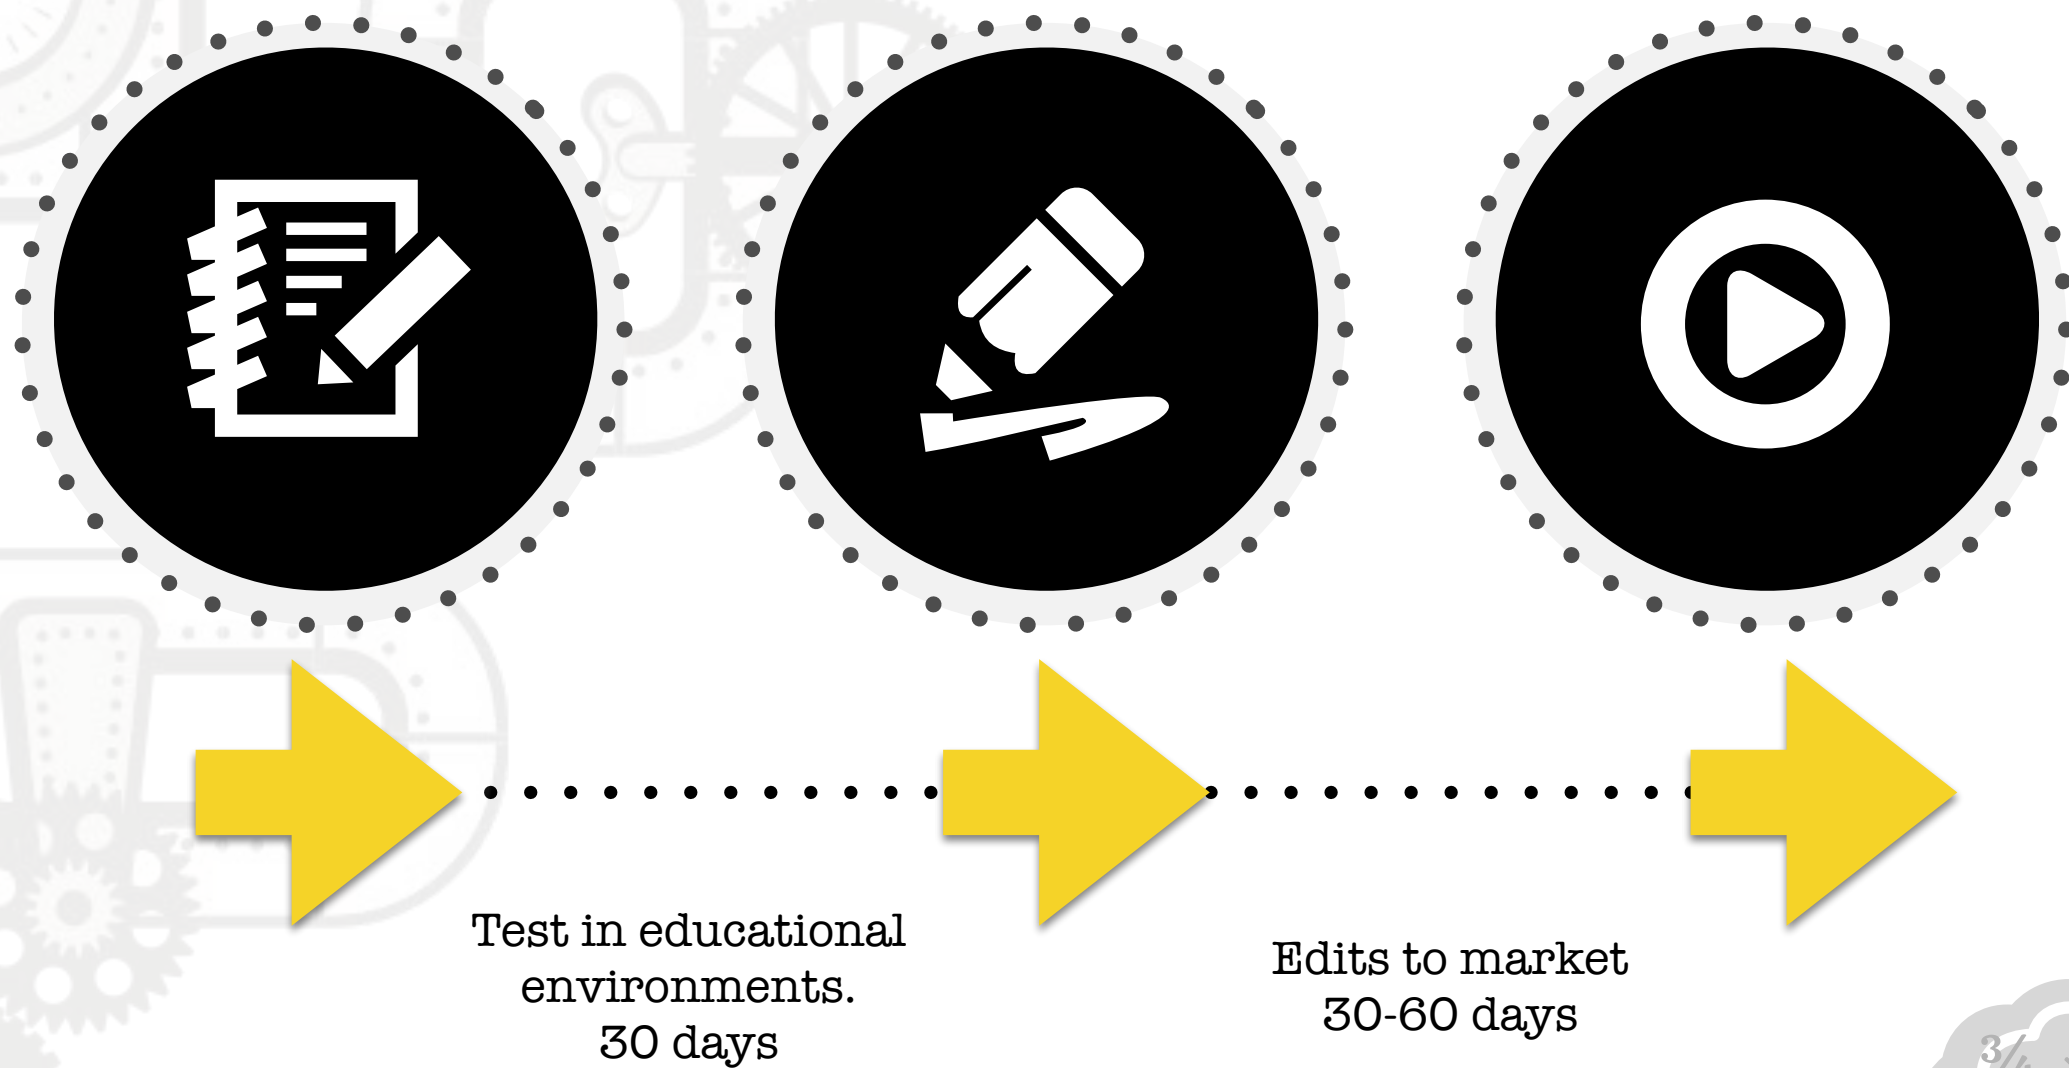 Test in educational
environments.
30 days
Edits to market
30-60 days